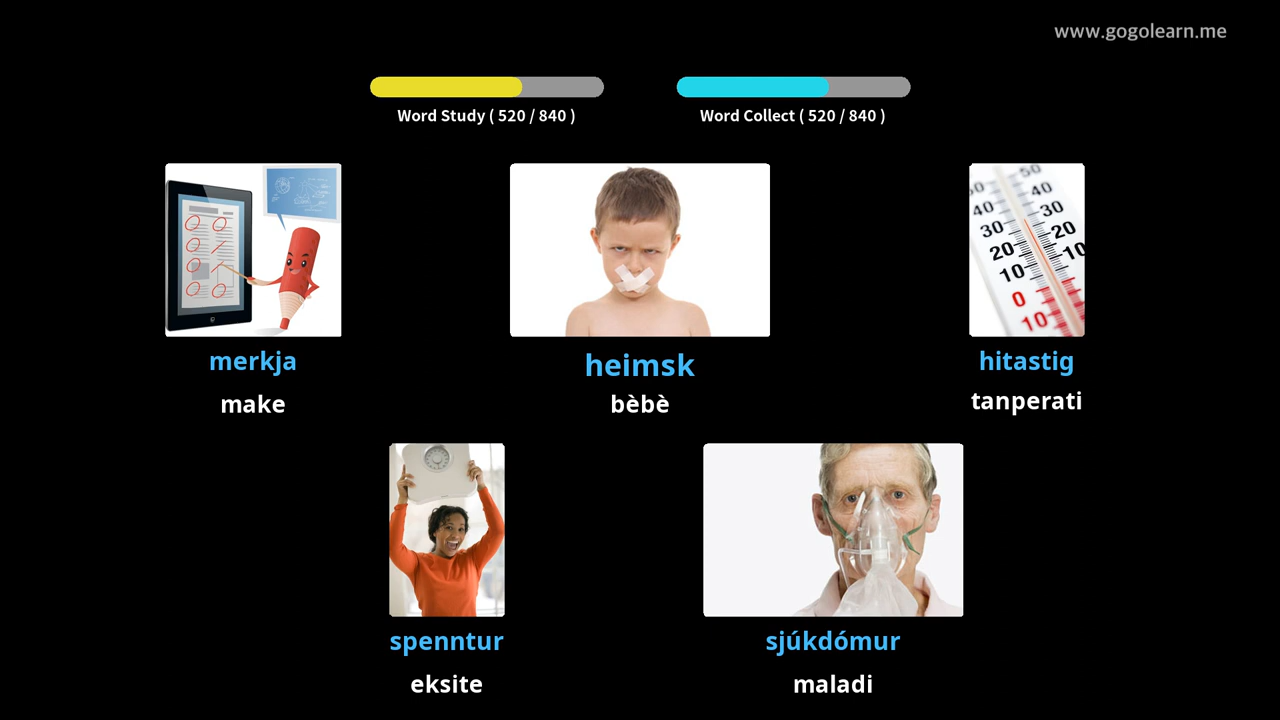 www.gogolearn.me
Word Study ( 520 / 840 )
Word Collect ( 520 / 840 )
merkja
make
heimsk
bèbè
hitastig
tanperati
spenntur
eksite
sjúkdómur
maladi